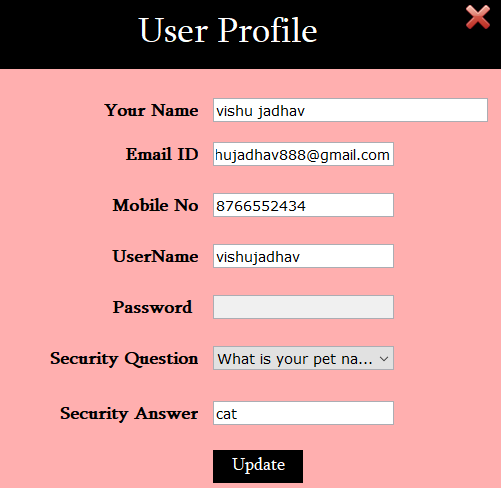 User Profile
Your Name vishu jadhav
Email ID hujadhav888@gmail.com
Mobile No 8766552434
UserName vishujadhav
Password
Security Question What is your pet na...
Security Answer cat
Update